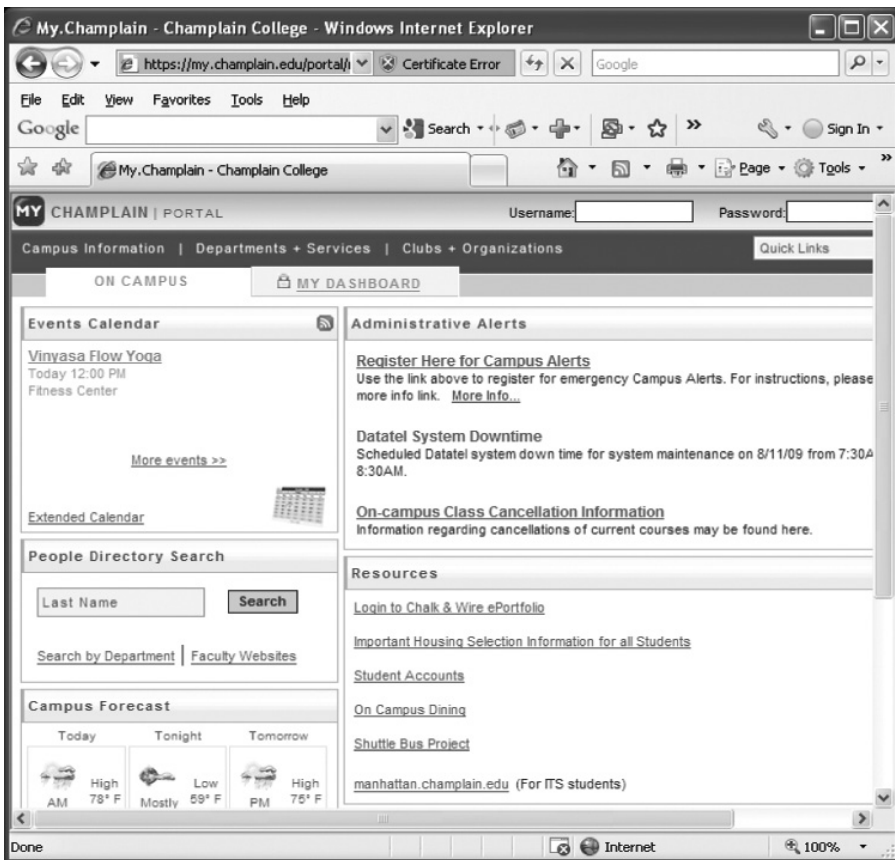 My.Champlain - Champlain College - Windows Internet Explorer
https://my.champlain.edu/portal/ Certificate Error Google
File Edit View Favorites Tools Help
Google Search Sign In
My.Champlain - Champlain College Page Tools
MY CHAMPLAIN | PORTAL Username: Password:
Campus Information | Departments + Services | Clubs + Organizations Quick Links
ON CAMPUS MY DASHBOARD
Events Calendar
Vinyasa Flow Yoga
Today 12:00 PM
Fitness Center
More events >>
Extended Calendar
People Directory Search
Last Name Search
Search by Department | Faculty Websites
Campus Forecast
Today Tonight Tomorrow
High Low High
AM 78° F Mostly 59° F PM 75° F
Administrative Alerts
Register Here for Campus Alerts
Use the link above to register for emergency Campus Alerts. For instructions, please
more info link. More Info...
Datatel System Downtime
Scheduled Datatel system down time for system maintenance on 8/11/09 from 7:30A
8:30AM.
On-campus Class Cancellation Information
Information regarding cancellations of current courses may be found here.
Resources
Login to Chalk & Wire ePortfolio
Important Housing Selection Information for all Students
Student Accounts
On Campus Dining
Shuttle Bus Project
manhattan.champlain.edu (For ITS students)
Done Internet 100%